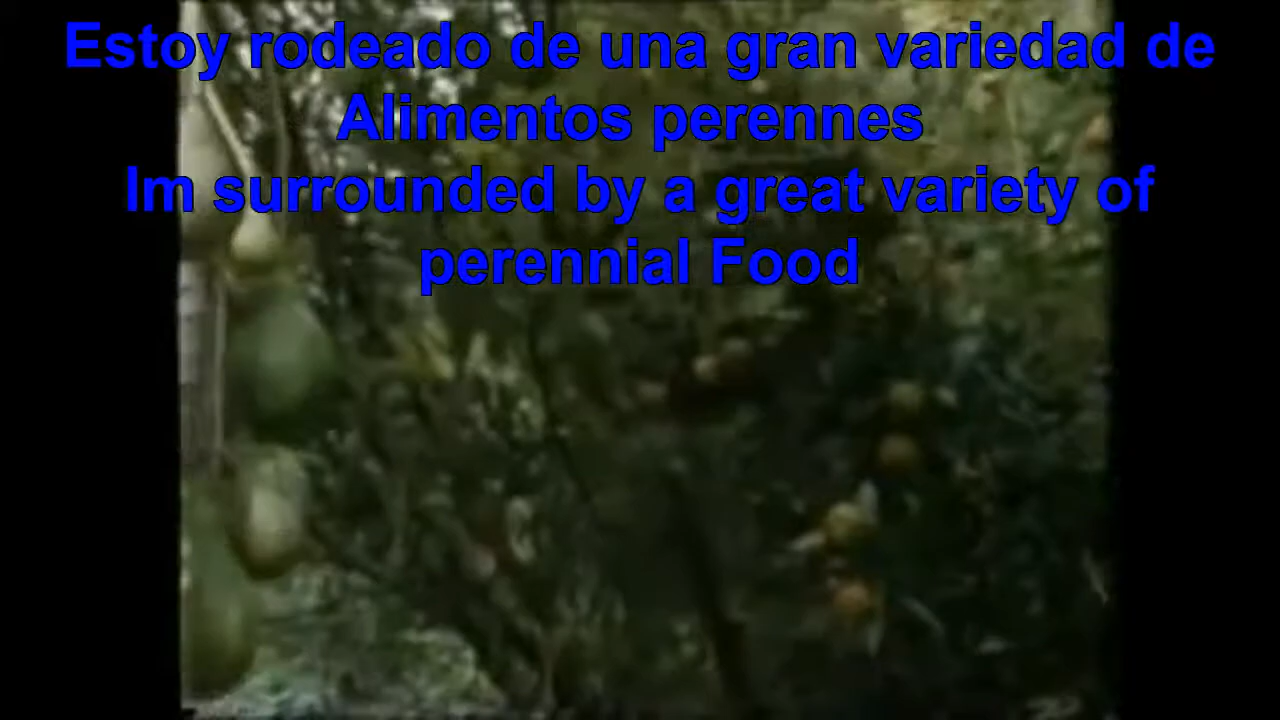 Estoy rodeado de una gran variedad de
Alimentos perennes
Im surrounded by a great variety of
perennial Food